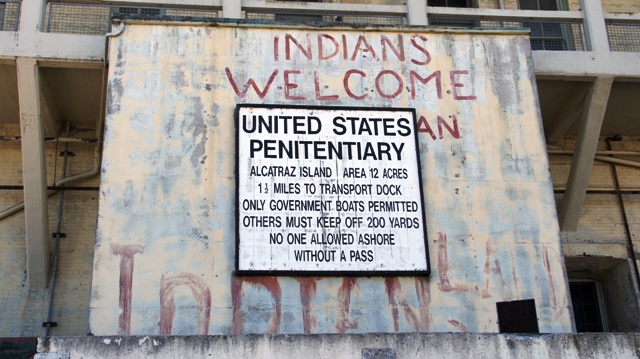 INDIANS
WELCOME
UNITED STATES
PENITENTIARY
ALCATRAZ ISLAND AREA 12 ACRES
1½ MILES TO TRANSPORT DOCK
ONLY GOVERNMENT BOATS PERMITTED
OTHERS MUST KEEP OFF 200 YARDS
NO ONE ALLOWED ASHORE
WITHOUT A PASS
LAND